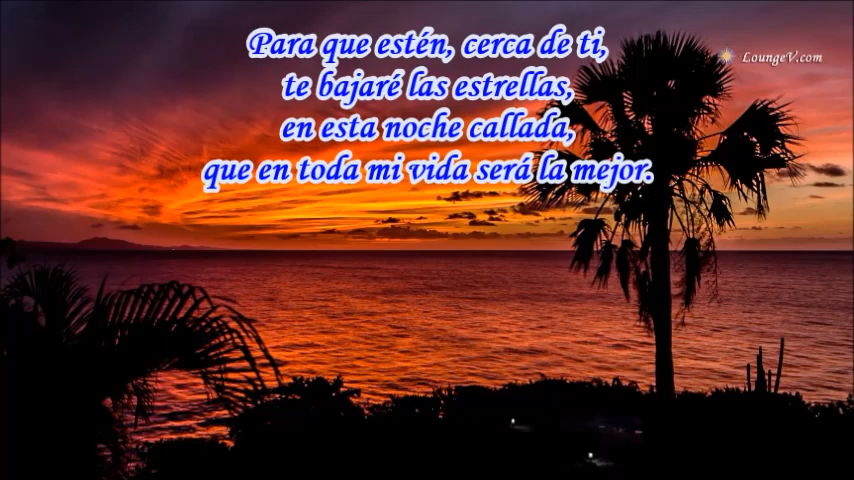 Para que estén, cerca de ti,
LoungeV.com
te bajaré las estrellas,
en esta noche callada,
que en toda mi vida será la mejor.